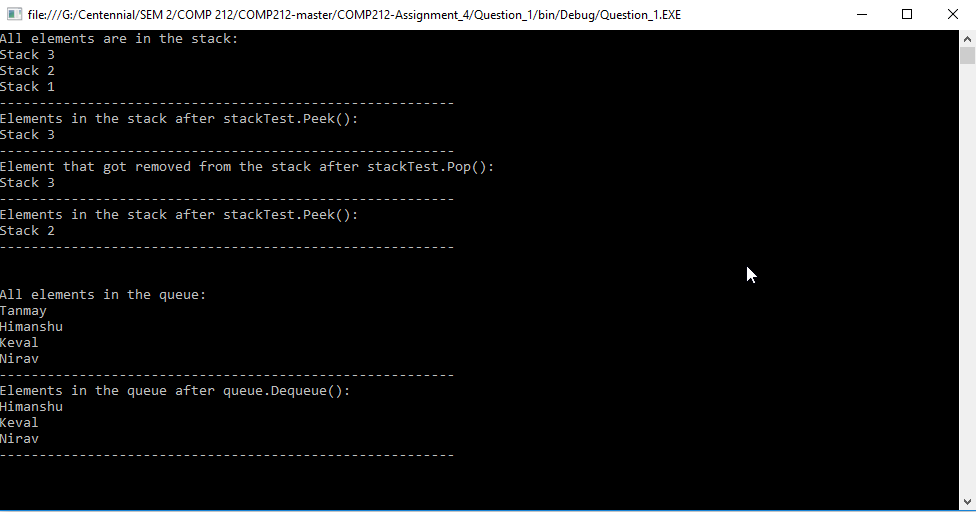 file:///G:/Centennial/SEM 2/COMP 212/COMP212-master/COMP212-Assignment_4/Question_1/bin/Debug/Question_1.EXE
All elements are in the stack:
Stack 3
Stack 2
Stack 1
---------------------------------------------------------
Elements in the stack after stackTest.Peek():
Stack 3
---------------------------------------------------------
Element that got removed from the stack after stackTest.Pop():
Stack 3
---------------------------------------------------------
Elements in the stack after stackTest.Peek():
Stack 2
---------------------------------------------------------
All elements in the queue:
Tanmay
Himanshu
Keval
Nirav
---------------------------------------------------------
Elements in the queue after queue.Dequeue():
Himanshu
Keval
Nirav
---------------------------------------------------------